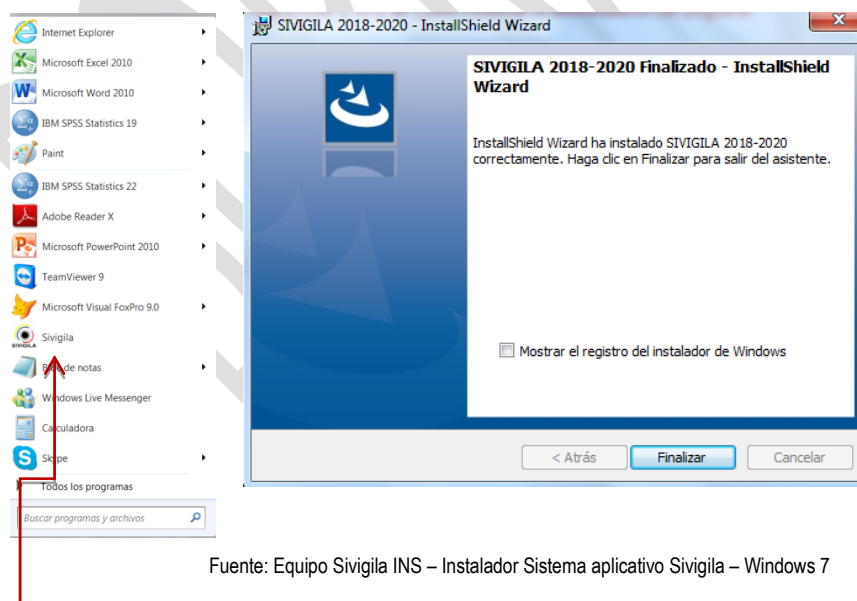 Internet Explorer
Microsoft Excel 2010
Microsoft Word 2010
IBM SPSS Statistics 19
Paint
IBM SPSS Statistics 22
Adobe Reader X
Microsoft PowerPoint 2010
TeamViewer 9
Microsoft Visual FoxPro 9.0
Sivigila
SIVIGILA
Bloc de notas
Windows Live Messenger
Calculadora
Skype
Todos los programas
Buscar programas y archivos
SIVIGILA 2018-2020 - InstallShield Wizard
SIVIGILA 2018-2020 Finalizado - InstallShield
Wizard
InstallShield Wizard ha instalado SIVIGILA 2018-2020
correctamente. Haga clic en Finalizar para salir del asistente.
Mostrar el registro del instalador de Windows
< Atrás
Finalizar
Cancelar
Fuente: Equipo Sivigila INS – Instalador Sistema aplicativo Sivigila – Windows 7